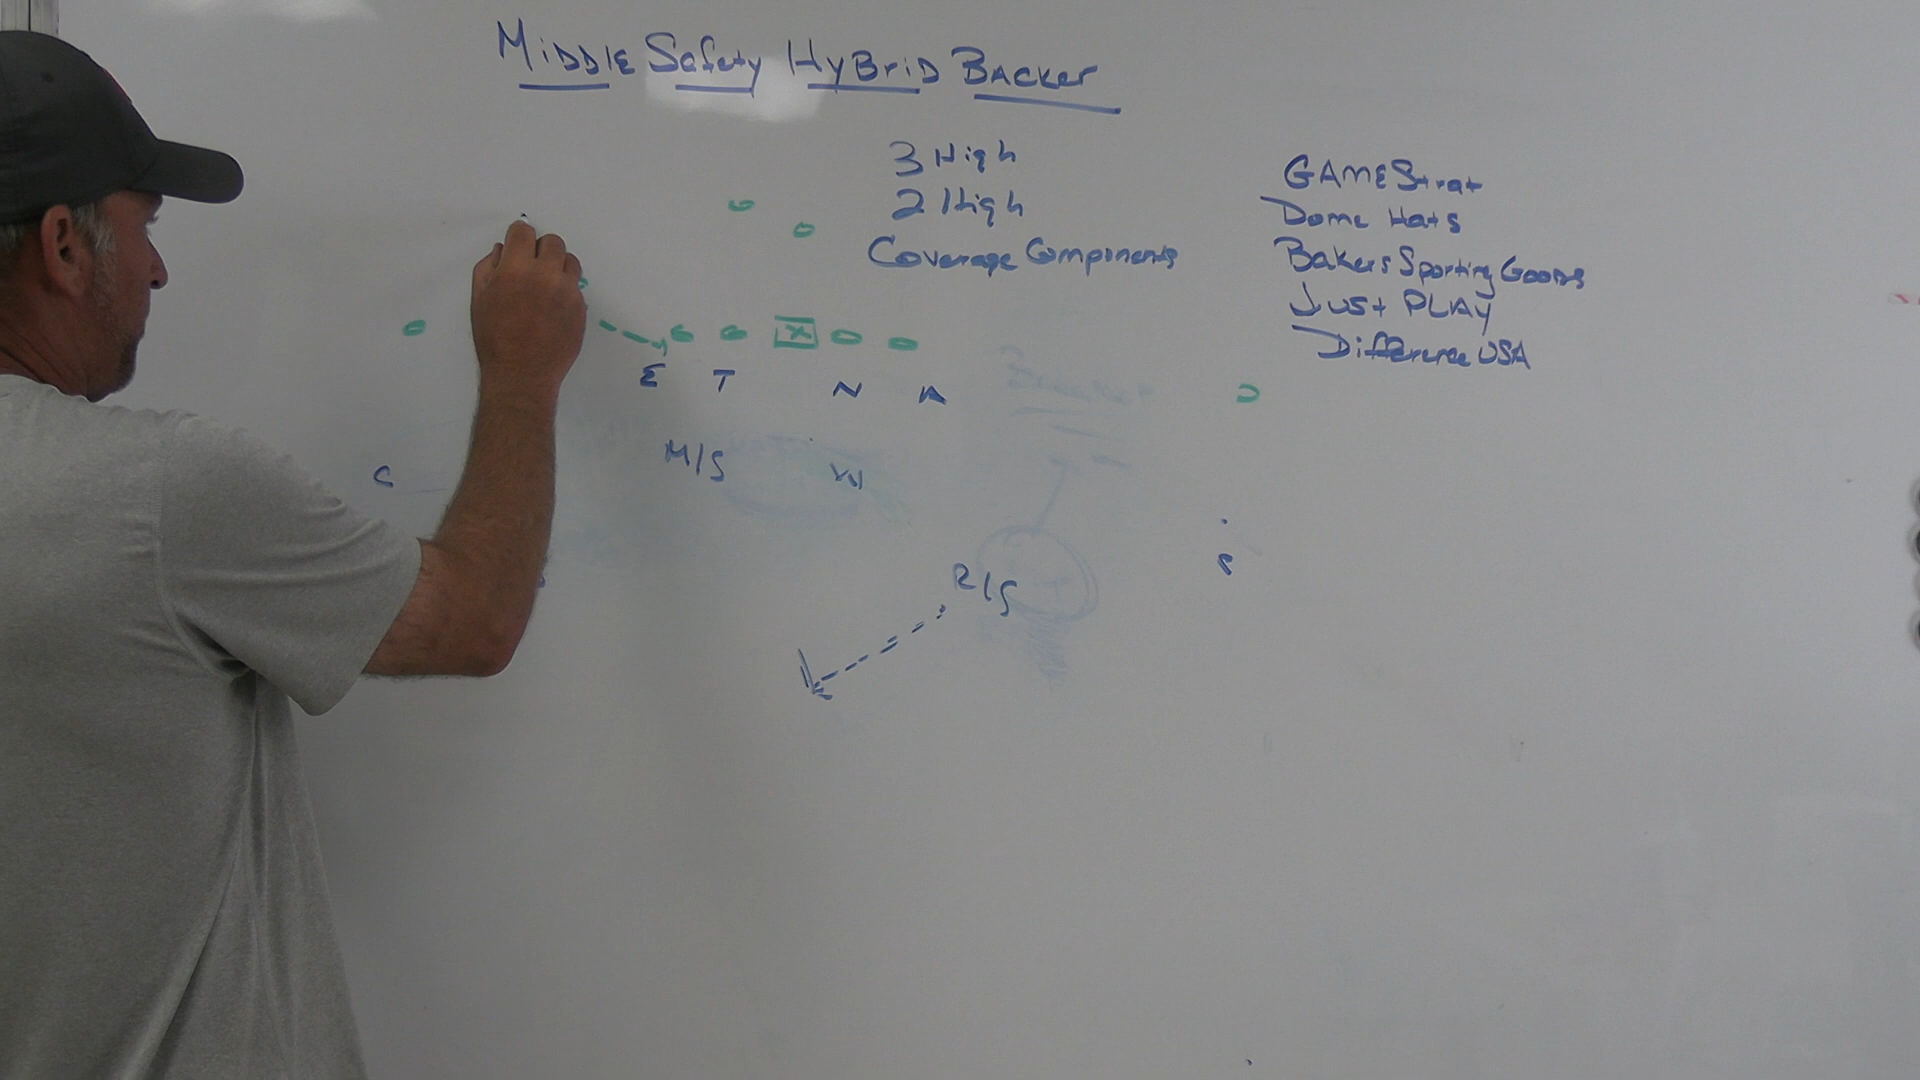 MIDDLE Safety HyBRiD BACKer
3 High
2 High
Coverage Components
GAMEStrat
Dome Hats
Bakers Sporting Goods
Just PLAY
Difference USA
X
E T N A
C M/S W
R/S